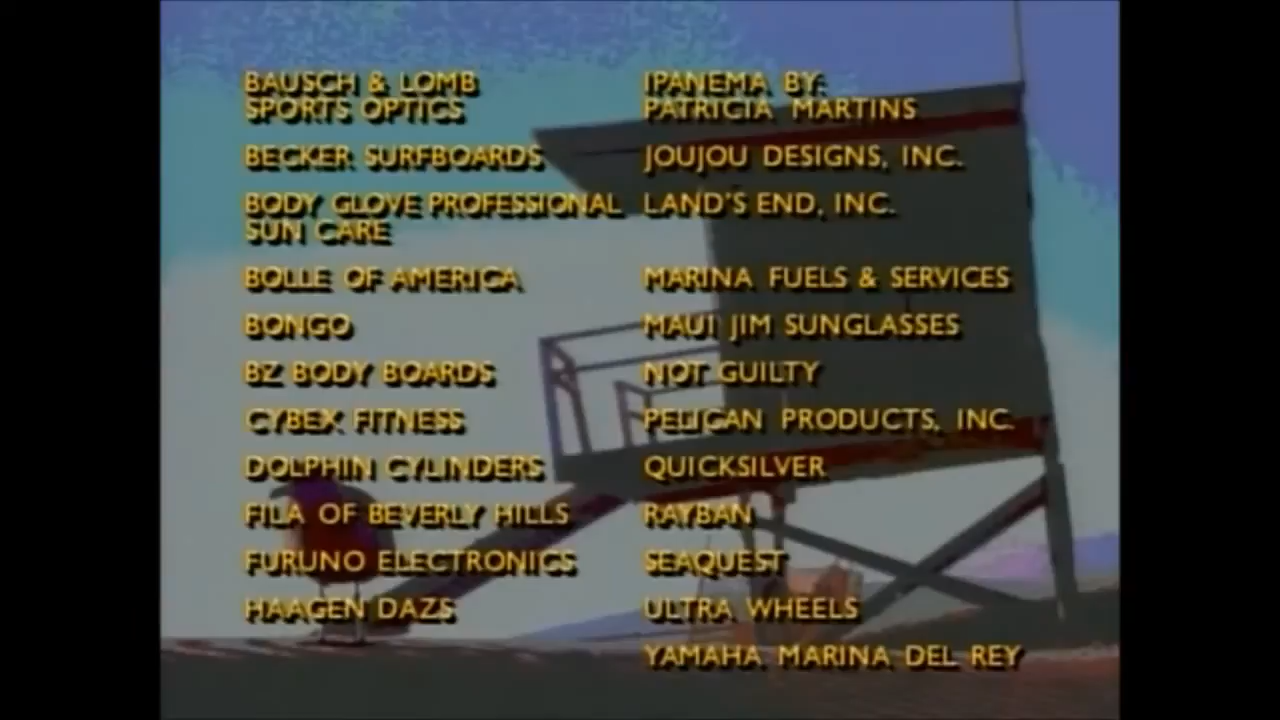 BAUSCH & LOMB
SPORTS OPTICS
BECKER SURFBOARDS
BODY GLOVE PROFESSIONAL
SUN CARE
BOLLE OF AMERICA
BONGO
BZ BODY BOARDS
CYBEX FITNESS
DOLPHIN CYLINDERS
FILA OF BEVERLY HILLS
FURUNO ELECTRONICS
HAAGEN DAZS
IPANEMA BY:
PATRICIA MARTINS
JOUJOU DESIGNS, INC.
LAND'S END, INC.
MARINA FUELS & SERVICES
MAUI JIM SUNGLASSES
NOT GUILTY
PELICAN PRODUCTS, INC.
QUICKSILVER
RAYBAN
SEAQUEST
ULTRA WHEELS
YAMAHA MARINA DEL REY